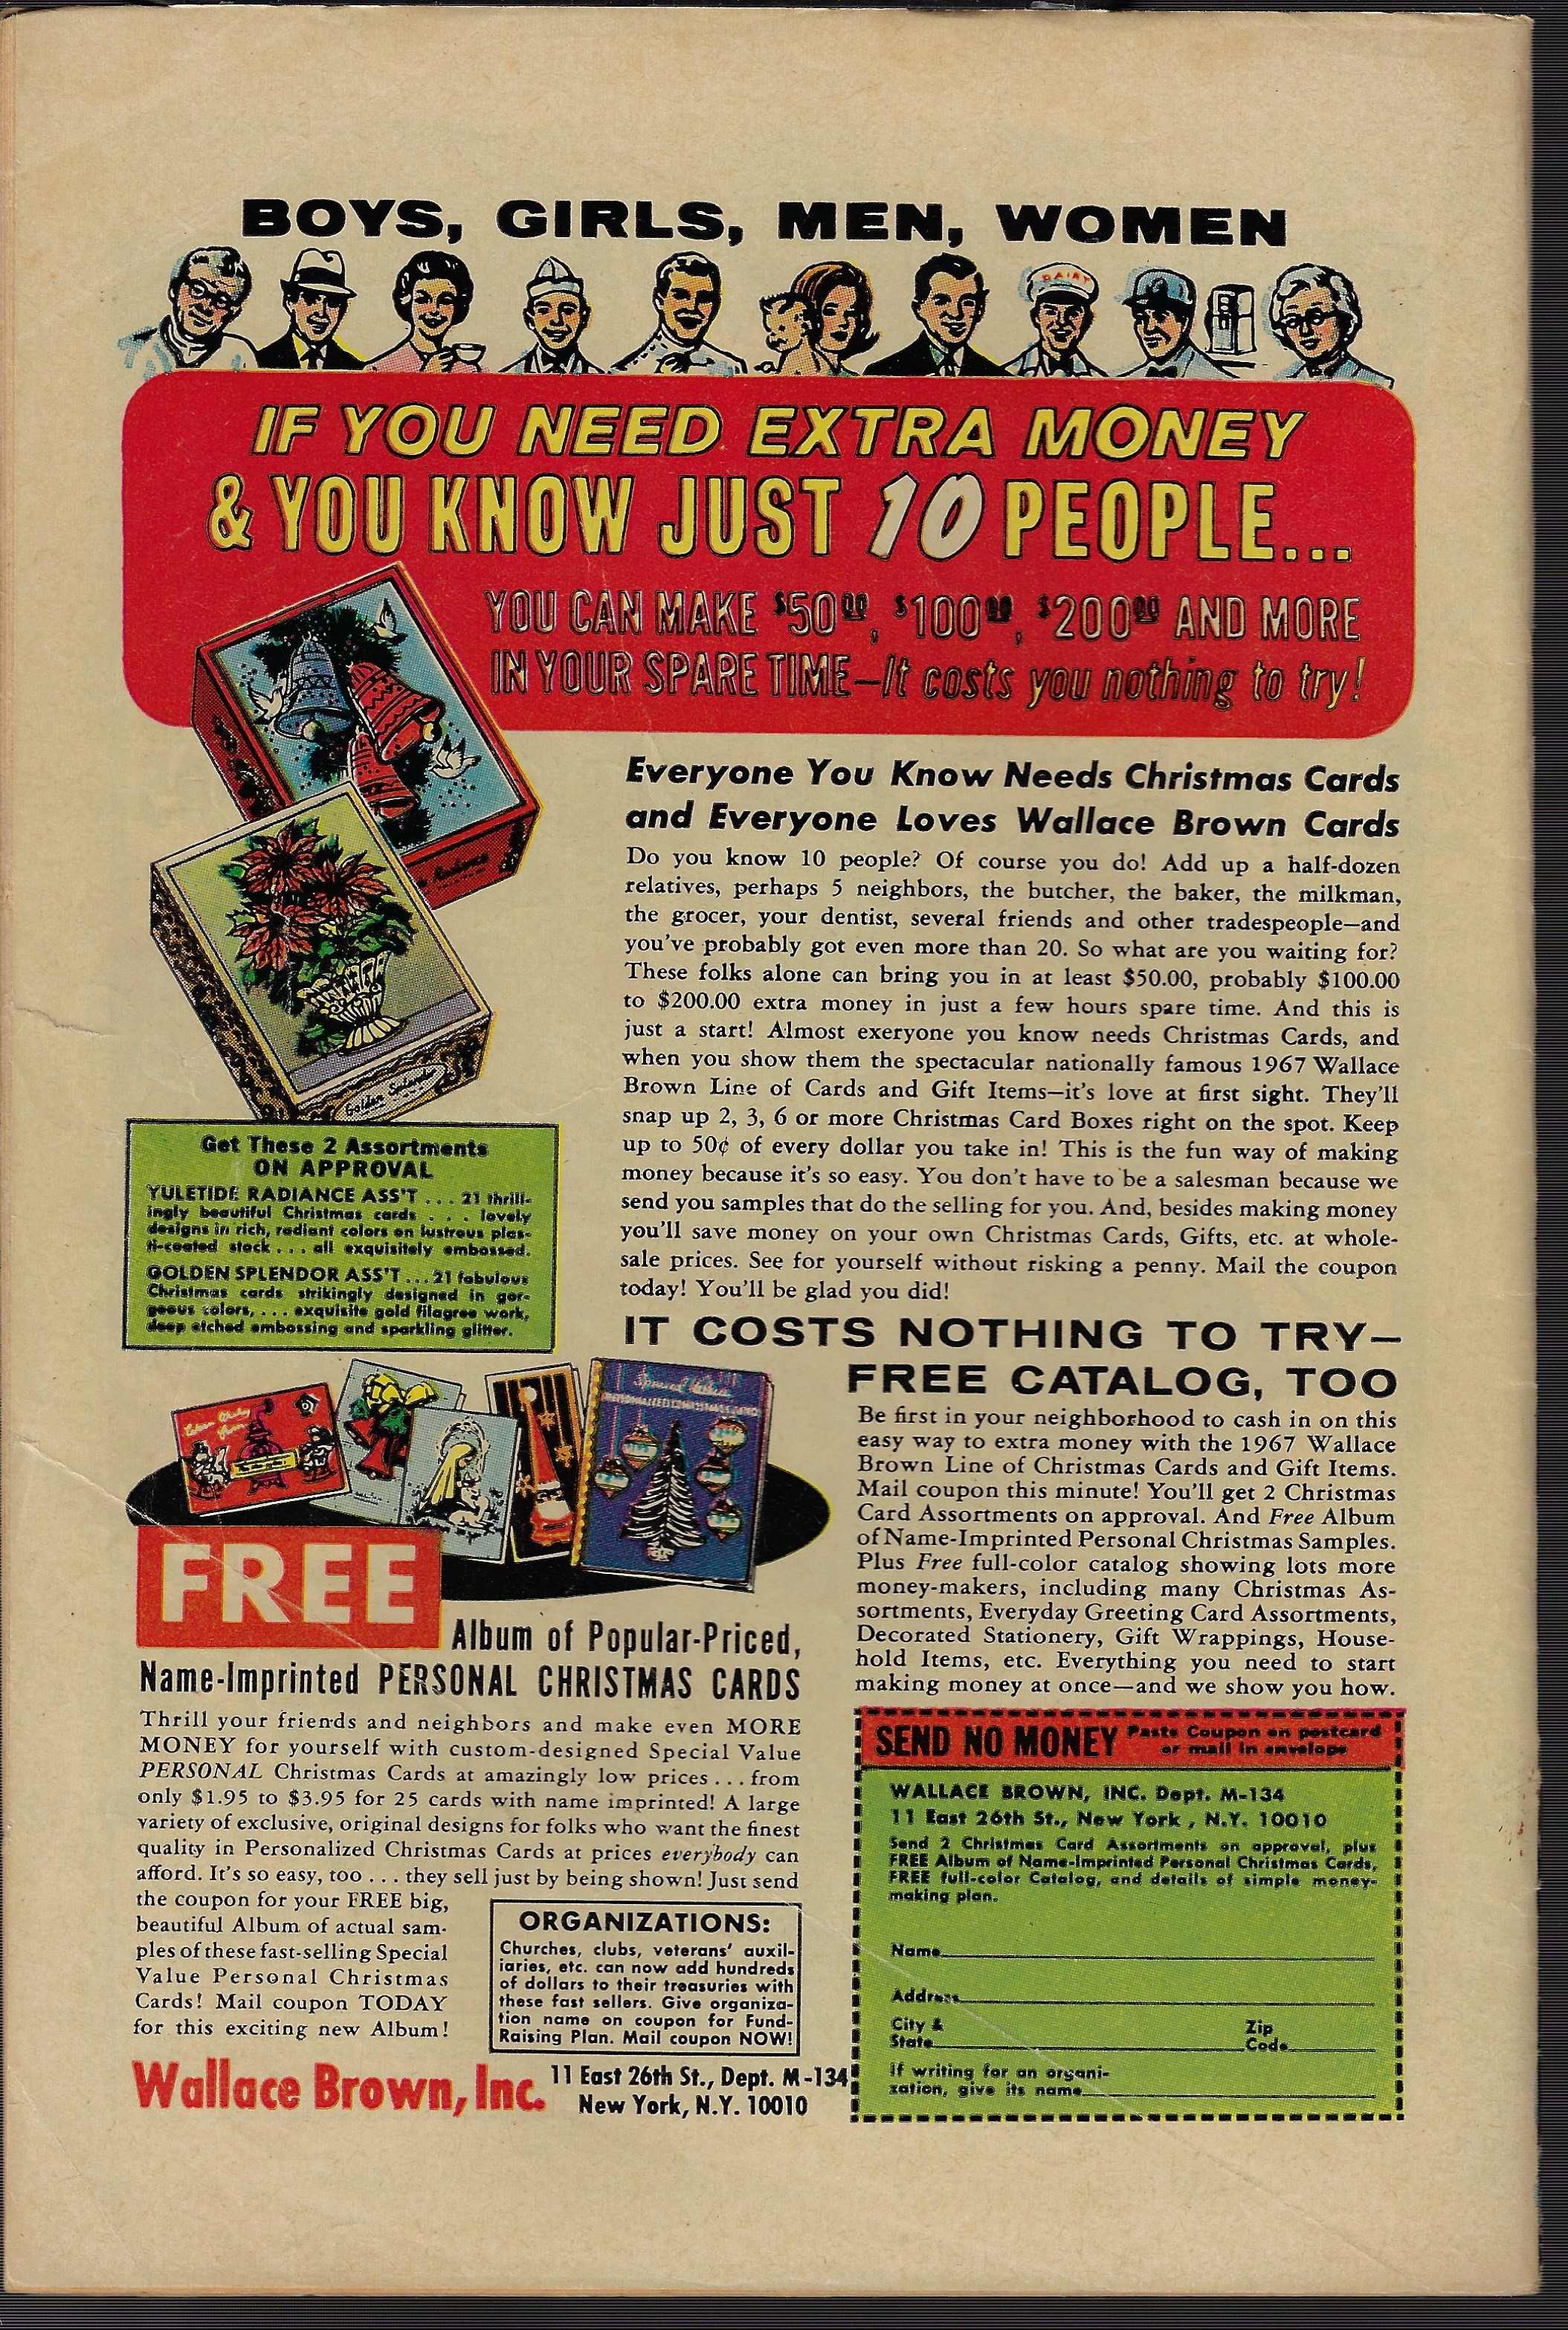 BOYS, GIRLS, MEN, WOMEN
DAIRY
IF YOU NEED EXTRA MONEY
& YOU KNOW JUST 10 PEOPLE...
YOU CAN MAKE $50.00, $100.00, $200.00 AND MORE
IN YOUR SPARE TIME—It costs you nothing to try!
Radiance
Golden Splendor
Everyone You Know Needs Christmas Cards
and Everyone Loves Wallace Brown Cards
Do you know 10 people? Of course you do! Add up a half-dozen
relatives, perhaps 5 neighbors, the butcher, the baker, the milkman,
the grocer, your dentist, several friends and other tradespeople—and
you've probably got even more than 20. So what are you waiting for?
These folks alone can bring you in at least $50.00, probably $100.00
to $200.00 extra money in just a few hours spare time. And this is
just a start! Almost exeryone you know needs Christmas Cards, and
when you show them the spectacular nationally famous 1967 Wallace
Brown Line of Cards and Gift Items—it's love at first sight. They'll
snap up 2, 3, 6 or more Christmas Card Boxes right on the spot. Keep
up to 50¢ of every dollar you take in! This is the fun way of making
money because it's so easy. You don't have to be a salesman because we
send you samples that do the selling for you. And, besides making money
you'll save money on your own Christmas Cards, Gifts, etc. at whole-
sale prices. See for yourself without risking a penny. Mail the coupon
today! You'll be glad you did!
Get These 2 Assortments
ON APPROVAL
YULETIDE RADIANCE ASS'T . . . 21 thrill-
ingly beautiful Christmas cards . . . lovely
designs in rich, radiant colors on lustrous plas-
ti-coated stock . . . all exquisitely embossed.
GOLDEN SPLENDOR ASS'T . . . 21 fabulous
Christmas cards strikingly designed in gor-
geous colors, . . . exquisite gold filagree work,
deep etched embossing and sparkling glitter.
IT COSTS NOTHING TO TRY—
FREE CATALOG, TOO
Be first in your neighborhood to cash in on this
easy way to extra money with the 1967 Wallace
Brown Line of Christmas Cards and Gift Items.
Mail coupon this minute! You'll get 2 Christmas
Card Assortments on approval. And Free Album
of Name-Imprinted Personal Christmas Samples.
Plus Free full-color catalog showing lots more
money-makers, including many Christmas As-
sortments, Everyday Greeting Card Assortments,
Decorated Stationery, Gift Wrappings, House-
hold Items, etc. Everything you need to start
making money at once—and we show you how.
Special Value
PERSONALIZED CHRISTMAS CARDS
FREE
Album of Popular-Priced,
Name-Imprinted PERSONAL CHRISTMAS CARDS
Thrill your friends and neighbors and make even MORE
MONEY for yourself with custom-designed Special Value
PERSONAL Christmas Cards at amazingly low prices . . . from
only $1.95 to $3.95 for 25 cards with name imprinted! A large
variety of exclusive, original designs for folks who want the finest
quality in Personalized Christmas Cards at prices everybody can
afford. It's so easy, too . . . they sell just by being shown! Just send
the coupon for your FREE big,
beautiful Album of actual sam-
ples of these fast-selling Special
Value Personal Christmas
Cards! Mail coupon TODAY
for this exciting new Album!
ORGANIZATIONS:
Churches, clubs, veterans' auxil-
iaries, etc. can now add hundreds
of dollars to their treasuries with
these fast sellers. Give organiza-
tion name on coupon for Fund-
Raising Plan. Mail coupon NOW!
Wallace Brown, Inc. 11 East 26th St., Dept. M-134
New York, N.Y. 10010
SEND NO MONEY Paste Coupon on postcard
or mail in envelope
WALLACE BROWN, INC. Dept. M-134
11 East 26th St., New York , N.Y. 10010
Send 2 Christmas Card Assortments on approval, plus
FREE Album of Name-Imprinted Personal Christmas Cards,
FREE full-color Catalog, and details of simple money-
making plan.
Name
Address
City & Zip
State Code
If writing for an organi-
zation, give its name